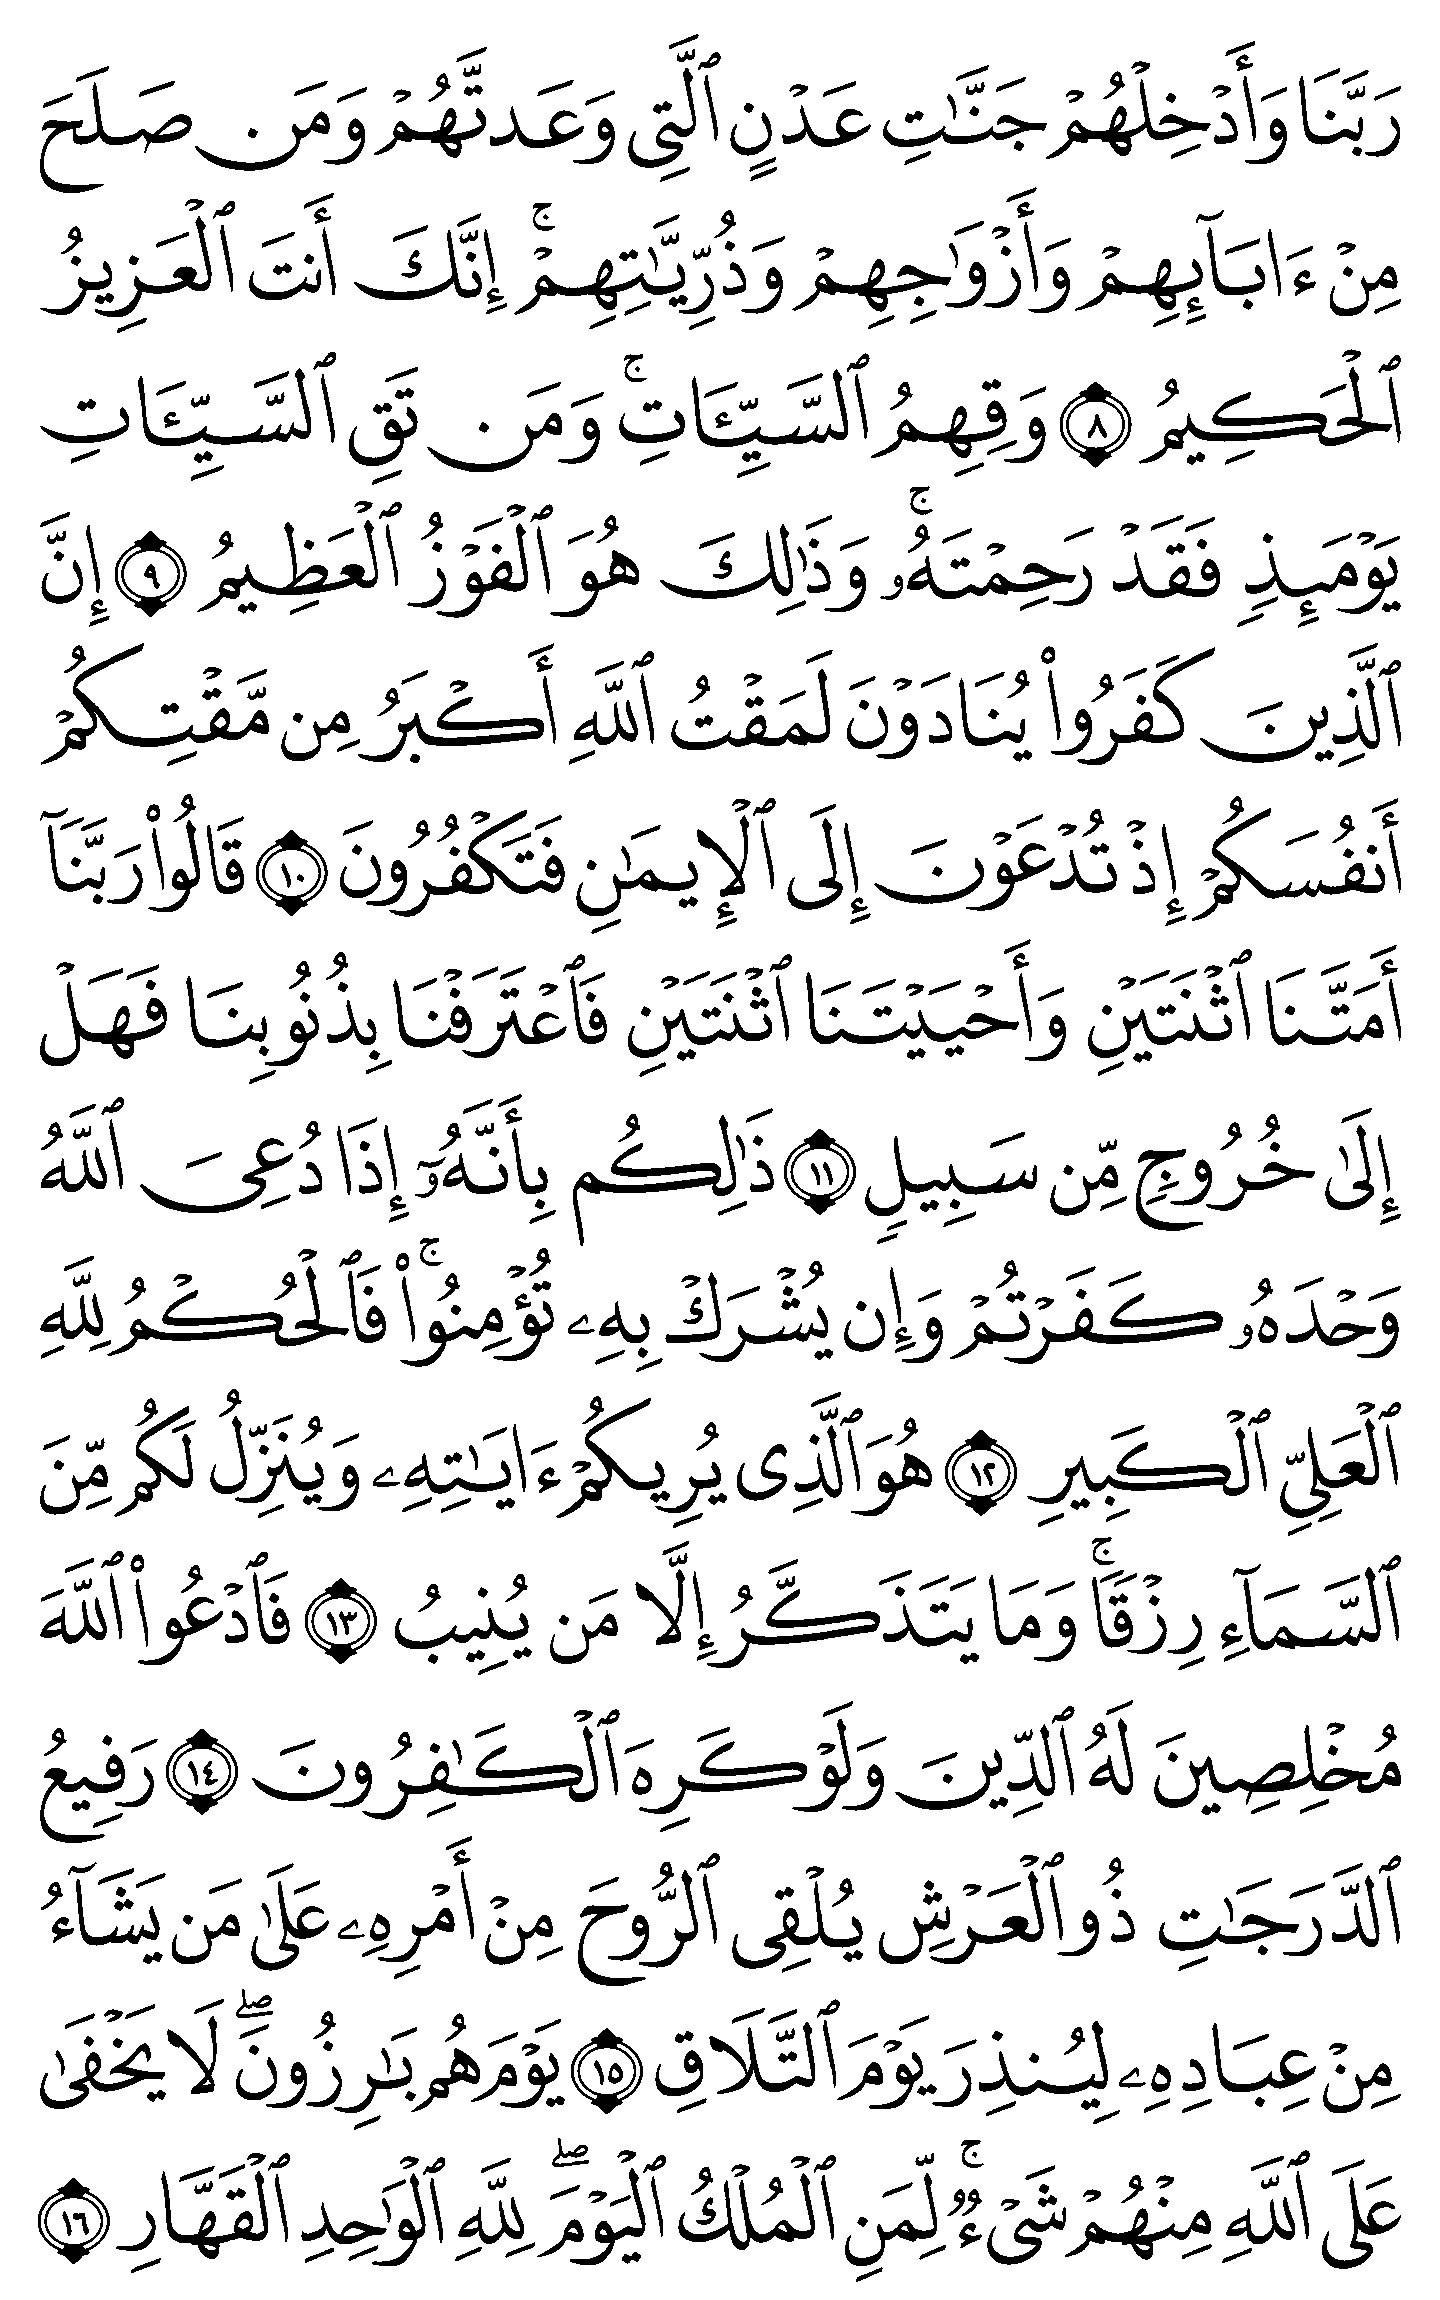 رَبَّنَا وَأَدْخِلْهُمْ جَنَّٰتِ عَدْنٍ ٱلَّتِى وَعَدتَّهُمْ وَمَن صَلَحَ
مِنْ ءَابَآئِهِمْ وَأَزْوَٰجِهِمْ وَذُرِّيَّٰتِهِمْ ۚ إِنَّكَ أَنتَ ٱلْعَزِيزُ
ٱلْحَكِيمُ ٨ وَقِهِمُ ٱلسَّيِّـَٔاتِ ۚ وَمَن تَقِ ٱلسَّيِّـَٔاتِ
يَوْمَئِذٍ فَقَدْ رَحِمْتَهُۥ ۚ وَذَٰلِكَ هُوَ ٱلْفَوْزُ ٱلْعَظِيمُ ٩ إِنَّ
ٱلَّذِينَ كَفَرُوا۟ يُنَادَوْنَ لَمَقْتُ ٱللَّهِ أَكْبَرُ مِن مَّقْتِكُمْ
أَنفُسَكُمْ إِذْ تُدْعَوْنَ إِلَى ٱلْإِيمَٰنِ فَتَكْفُرُونَ ١٠ قَالُوا۟ رَبَّنَآ
أَمَتَّنَا ٱثْنَتَيْنِ وَأَحْيَيْتَنَا ٱثْنَتَيْنِ فَٱعْتَرَفْنَا بِذُنُوبِنَا فَهَلْ
إِلَىٰ خُرُوجٍ مِّن سَبِيلٍ ١١ ذَٰلِكُم بِأَنَّهُۥٓ إِذَا دُعِىَ ٱللَّهُ
وَحْدَهُۥ كَفَرْتُمْ وَإِن يُشْرَكْ بِهِۦ تُؤْمِنُوا۟ ۚ فَٱلْحُكْمُ لِلَّهِ
ٱلْعَلِىِّ ٱلْكَبِيرِ ١٢ هُوَ ٱلَّذِى يُرِيكُمْ ءَايَٰتِهِۦ وَيُنَزِّلُ لَكُم مِّنَ
ٱلسَّمَآءِ رِزْقًا ۚ وَمَا يَتَذَكَّرُ إِلَّا مَن يُنِيبُ ١٣ فَٱدْعُوا۟ ٱللَّهَ
مُخْلِصِينَ لَهُ ٱلدِّينَ وَلَوْ كَرِهَ ٱلْكَٰفِرُونَ ١٤ رَفِيعُ
ٱلدَّرَجَٰتِ ذُو ٱلْعَرْشِ يُلْقِى ٱلرُّوحَ مِنْ أَمْرِهِۦ عَلَىٰ مَن يَشَآءُ
مِنْ عِبَادِهِۦ لِيُنذِرَ يَوْمَ ٱلتَّلَاقِ ١٥ يَوْمَ هُم بَٰرِزُونَ ۖ لَا يَخْفَىٰ
عَلَى ٱللَّهِ مِنْهُمْ شَىْءٌ ۚ لِّمَنِ ٱلْمُلْكُ ٱلْيَوْمَ ۖ لِلَّهِ ٱلْوَٰحِدِ ٱلْقَهَّارِ ١٦